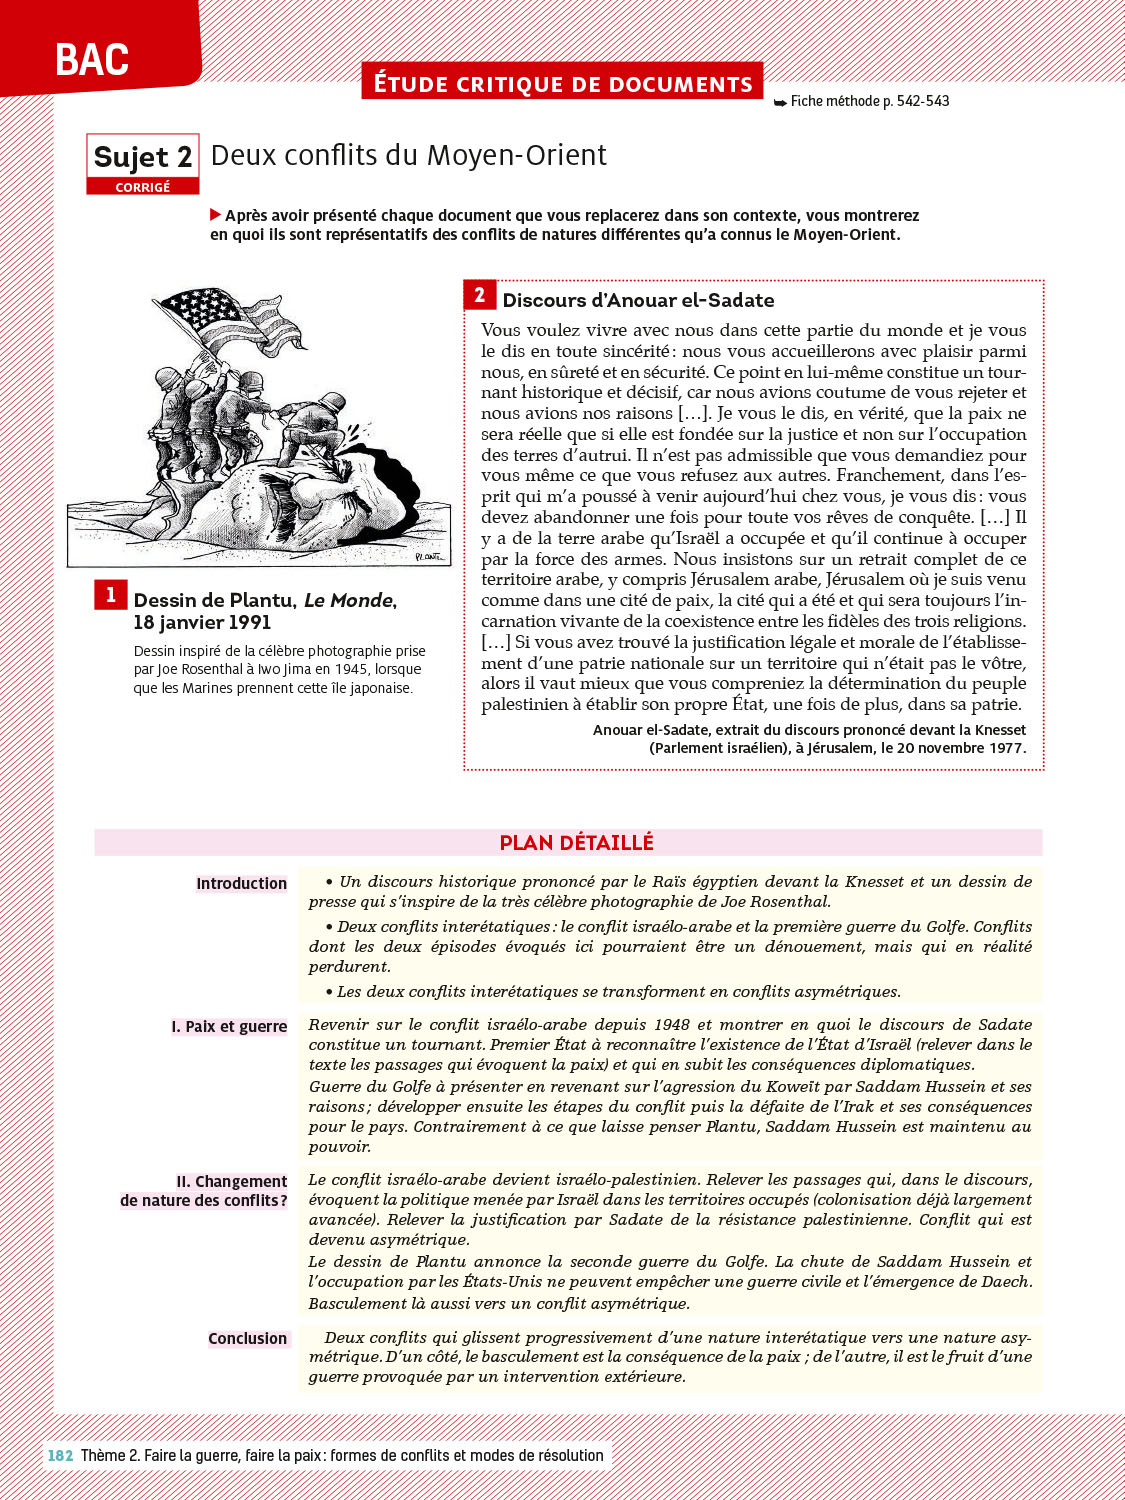 BAC
ÉTUDE CRITIQUE DE DOCUMENTS
➥ Fiche méthode p. 542-543
Sujet 2
CORRIGÉ
Deux conflits du Moyen-Orient
▶ Après avoir présenté chaque document que vous replacerez dans son contexte, vous montrerez
en quoi ils sont représentatifs des conflits de natures différentes qu’a connus le Moyen-Orient.
PLANTU
1
Dessin de Plantu, Le Monde,
18 janvier 1991
Dessin inspiré de la célèbre photographie prise
par Joe Rosenthal à Iwo Jima en 1945, lorsque
que les Marines prennent cette île japonaise.
2
Discours d’Anouar el-Sadate
Vous voulez vivre avec nous dans cette partie du monde et je vous
le dis en toute sincérité : nous vous accueillerons avec plaisir parmi
nous, en sûreté et en sécurité. Ce point en lui-même constitue un tour-
nant historique et décisif, car nous avions coutume de vous rejeter et
nous avions nos raisons […]. Je vous le dis, en vérité, que la paix ne
sera réelle que si elle est fondée sur la justice et non sur l’occupation
des terres d’autrui. Il n’est pas admissible que vous demandiez pour
vous même ce que vous refusez aux autres. Franchement, dans l’es-
prit qui m’a poussé à venir aujourd’hui chez vous, je vous dis : vous
devez abandonner une fois pour toute vos rêves de conquête. […] Il
y a de la terre arabe qu’Israël a occupée et qu’il continue à occuper
par la force des armes. Nous insistons sur un retrait complet de ce
territoire arabe, y compris Jérusalem arabe, Jérusalem où je suis venu
comme dans une cité de paix, la cité qui a été et qui sera toujours l’in-
carnation vivante de la coexistence entre les fidèles des trois religions.
[…] Si vous avez trouvé la justification légale et morale de l’établisse-
ment d’une patrie nationale sur un territoire qui n’était pas le vôtre,
alors il vaut mieux que vous compreniez la détermination du peuple
palestinien à établir son propre État, une fois de plus, dans sa patrie.
Anouar el-Sadate, extrait du discours prononcé devant la Knesset
(Parlement israélien), à Jérusalem, le 20 novembre 1977.
PLAN DÉTAILLÉ
Introduction
• Un discours historique prononcé par le Raïs égyptien devant la Knesset et un dessin de
presse qui s’inspire de la très célèbre photographie de Joe Rosenthal.
• Deux conflits interétatiques : le conflit israélo-arabe et la première guerre du Golfe. Conflits
dont les deux épisodes évoqués ici pourraient être un dénouement, mais qui en réalité
perdurent.
• Les deux conflits interétatiques se transforment en conflits asymétriques.
I. Paix et guerre
Revenir sur le conflit israélo-arabe depuis 1948 et montrer en quoi le discours de Sadate
constitue un tournant. Premier État à reconnaître l’existence de l’État d’Israël (relever dans le
texte les passages qui évoquent la paix) et qui en subit les conséquences diplomatiques.
Guerre du Golfe à présenter en revenant sur l’agression du Koweït par Saddam Hussein et ses
raisons ; développer ensuite les étapes du conflit puis la défaite de l’Irak et ses conséquences
pour le pays. Contrairement à ce que laisse penser Plantu, Saddam Hussein est maintenu au
pouvoir.
II. Changement
de nature des conflits ?
Le conflit israélo-arabe devient israélo-palestinien. Relever les passages qui, dans le discours,
évoquent la politique menée par Israël dans les territoires occupés (colonisation déjà largement
avancée). Relever la justification par Sadate de la résistance palestinienne. Conflit qui est
devenu asymétrique.
Le dessin de Plantu annonce la seconde guerre du Golfe. La chute de Saddam Hussein et
l’occupation par les États-Unis ne peuvent empêcher une guerre civile et l’émergence de Daech.
Basculement là aussi vers un conflit asymétrique.
Conclusion
Deux conflits qui glissent progressivement d’une nature interétatique vers une nature asy-
métrique. D’un côté, le basculement est la conséquence de la paix ; de l’autre, il est le fruit d’une
guerre provoquée par un intervention extérieure.
182 Thème 2. Faire la guerre, faire la paix : formes de conflits et modes de résolution